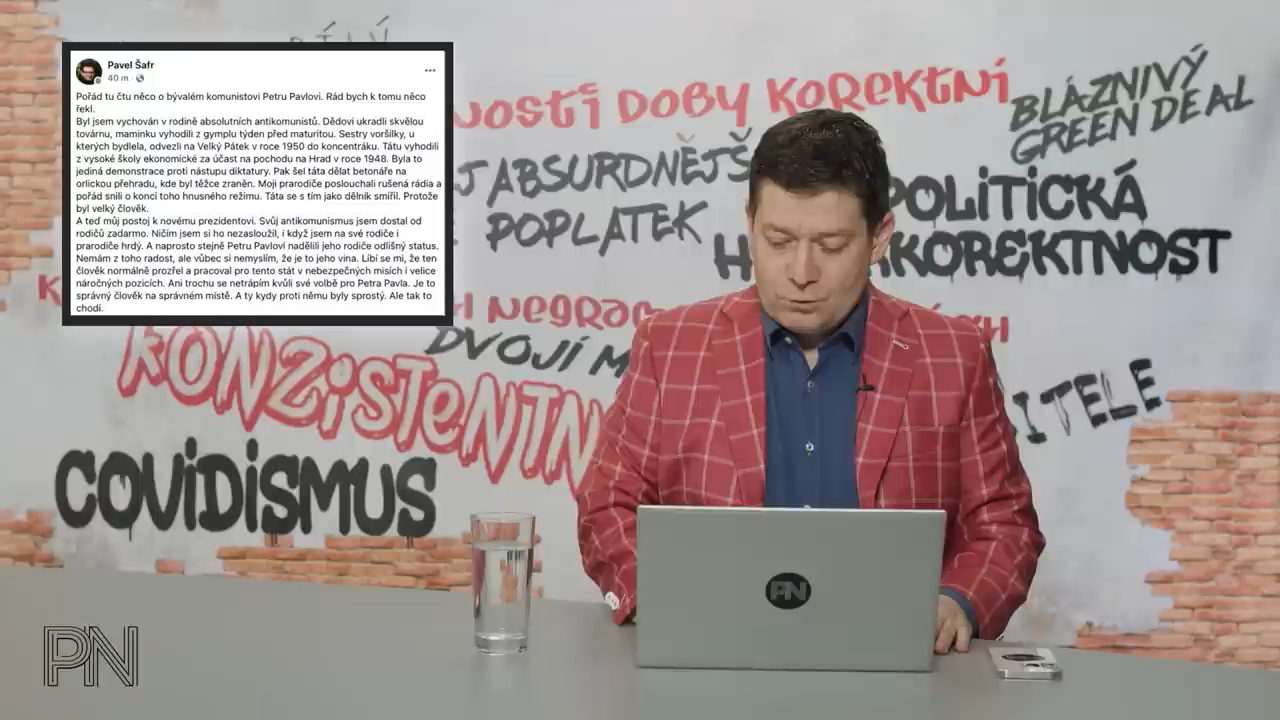 Pavel Šafr
40 m
Pořád tu čtu něco o bývalém komunistovi Petru Pavlovi. Rád bych k tomu něco
řekl.
Byl jsem vychován v rodině absolutních antikomunistů. Dědovi ukradli skvělou
továrnu, maminku vyhodili z gymplu týden před maturitou. Sestry voršilky, u
kterých bydlela, odvezli na Velký Pátek v roce 1950 do koncentráku. Tátu vyhodili
z vysoké školy ekonomické za účast na pochodu na Hrad v roce 1948. Byla to
jediná demonstrace proti nástupu diktatury. Pak šel táta dělat betonáře na
orlickou přehradu, kde byl těžce zraněn. Moji prarodiče poslouchali rušená rádia a
pořád snili o konci toho hnusného režimu. Táta se s tím jako dělník smířil. Protože
byl velký člověk.
A teď můj postoj k novému prezidentovi. Svůj antikomunismus jsem dostal od
rodičů zadarmo. Ničím jsem si ho nezasloužil, i když jsem na své rodiče i
prarodiče hrdý. A naprosto stejně Petru Pavlovi nadělili jeho rodiče odlišný status.
Nemám z toho radost, ale vůbec si nemyslím, že je to jeho vina. Líbí se mi, že ten
člověk normálně prozřel a pracoval pro tento stát v nebezpečných misích i velice
náročných pozicích. Ani trochu se netrápím kvůli své volbě pro Petra Pavla. Je to
správný člověk na správném místě. A ty kydy proti němu byly sprostý. Ale tak to
chodí.
NOSTI DOBY KOREKTNÍ
BLÁZNIVÝ
GREEN DEAL
J ABSURDNĚJŠ
POPLATEK
POLITICKÁ
H KOREKTNOST
DVOJÍ M
KONZISTENTN
ITELE
COVIDISMUS
PN
PN